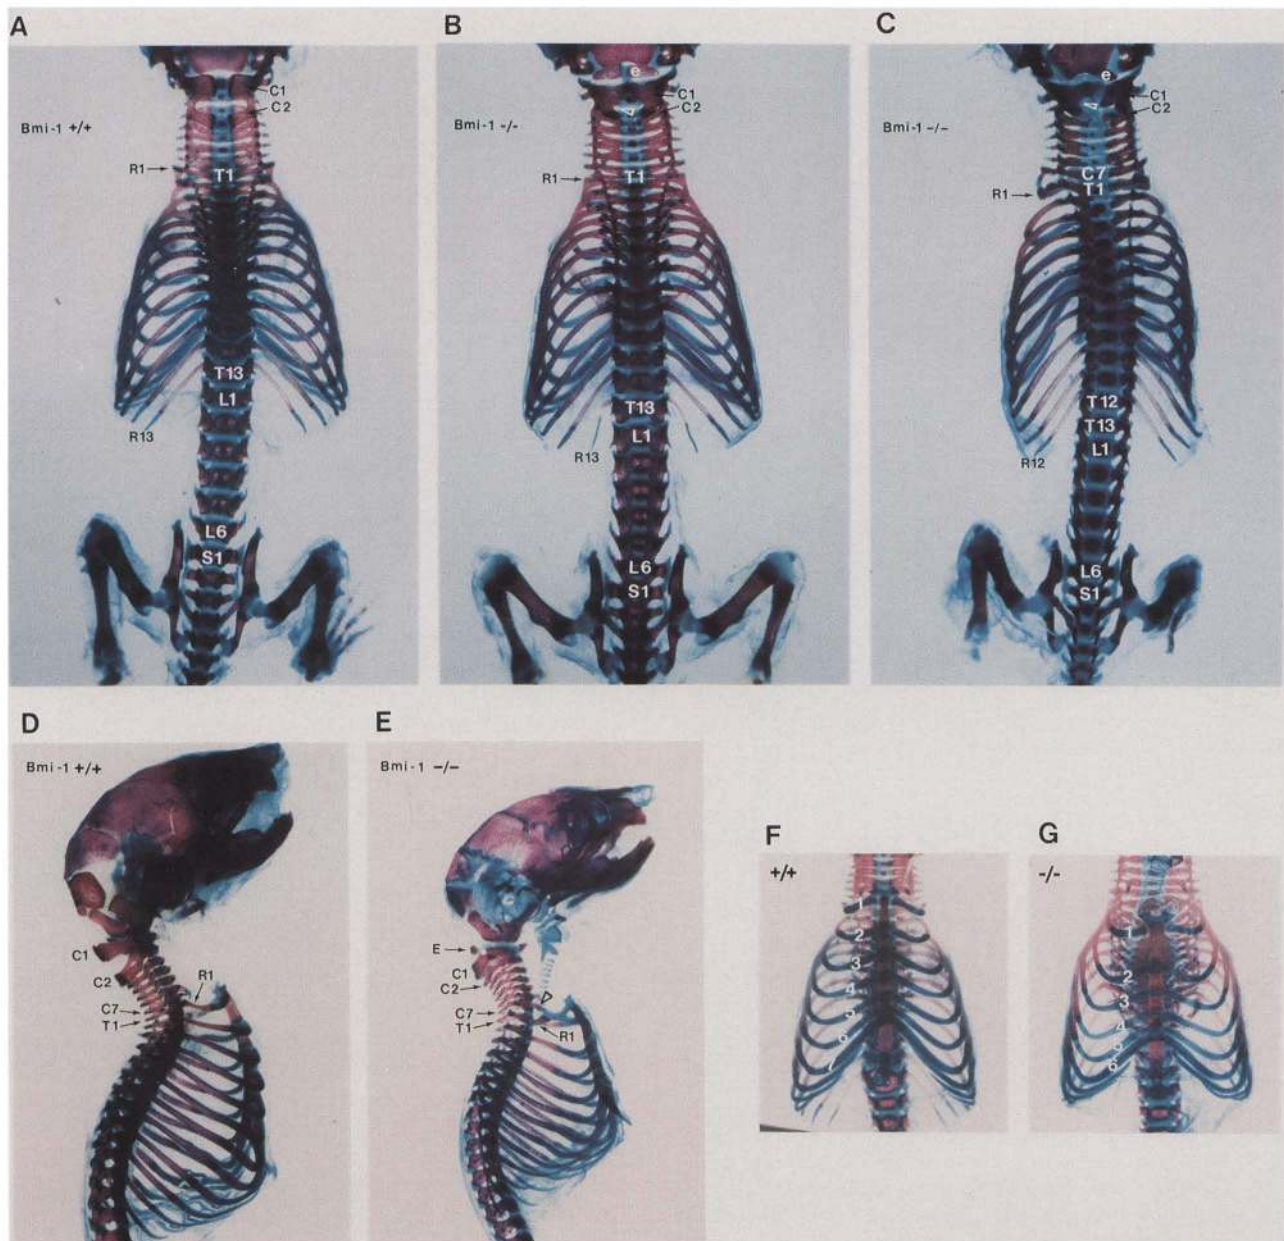 A
Bmi-1 +/+
C1
C2
R1
T1
T13
L1
R13
L6
S1
B
e
Bmi-1 -/-
C1
C2
R1
T1
T13
L1
R13
L6
S1
C
e
Bmi-1 -/-
C1
C2
C7
T1
R1
T12
T13
L1
R12
L6
S1
D
Bmi-1 +/+
C1
C2
R1
C7
T1
E
Bmi-1 -/-
E
C1
C2
C7
T1
R1
F
+/+
1
2
3
4
5
6
7
G
-/-
1
2
3
4
5
6